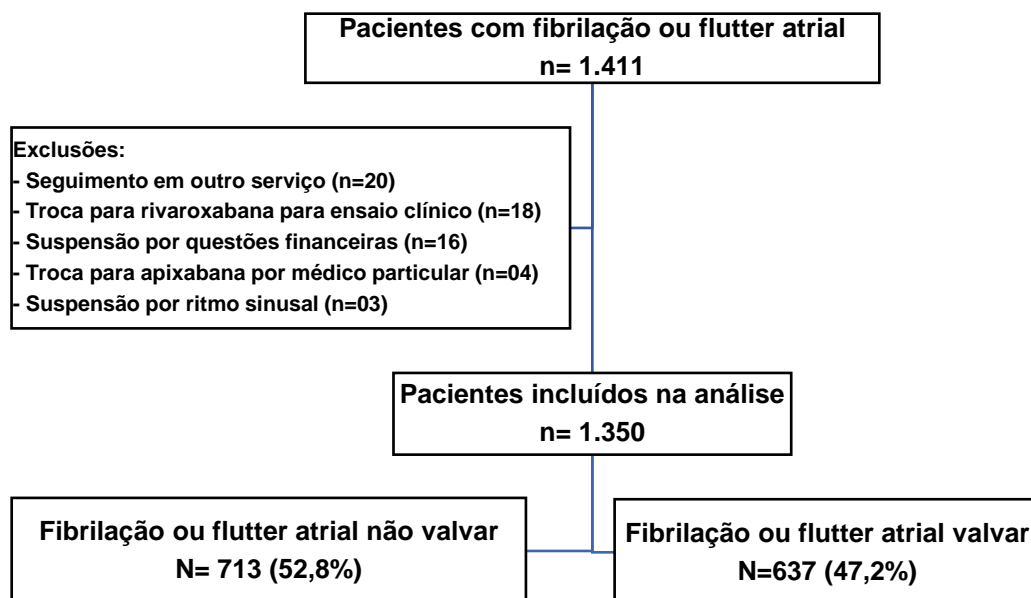 Pacientes com fibrilação ou flutter atrial
n= 1.411
Exclusões:
- Seguimento em outro serviço (n=20)
- Troca para rivaroxabana para ensaio clínico (n=18)
- Suspensão por questões financeiras (n=16)
- Troca para apixabana por médico particular (n=04)
- Suspensão por ritmo sinusal (n=03)
Pacientes incluídos na análise
n= 1.350
Fibrilação ou flutter atrial não valvar
N= 713 (52,8%)
Fibrilação ou flutter atrial valvar
N=637 (47,2%)